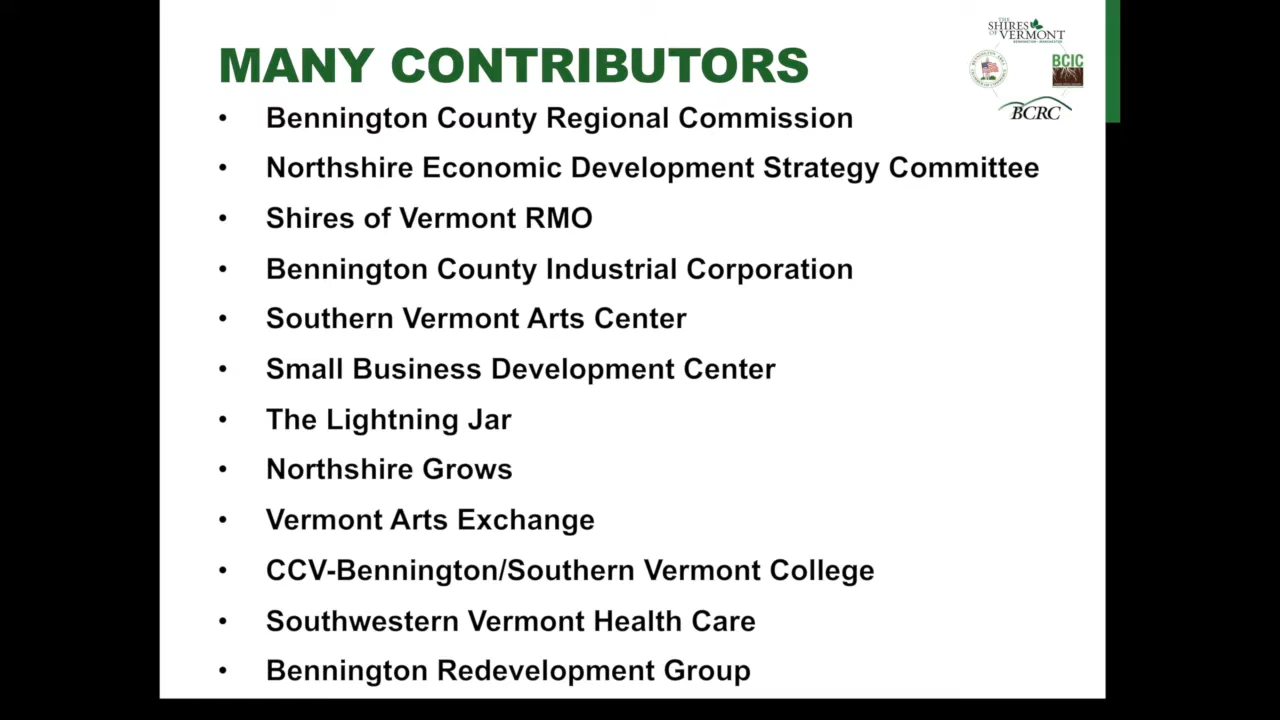 MANY CONTRIBUTORS
THE
SHIRES
OF VERMONT
BCIC
BCRC
• Bennington County Regional Commission
• Northshire Economic Development Strategy Committee
• Shires of Vermont RMO
• Bennington County Industrial Corporation
• Southern Vermont Arts Center
• Small Business Development Center
• The Lightning Jar
• Northshire Grows
• Vermont Arts Exchange
• CCV-Bennington/Southern Vermont College
• Southwestern Vermont Health Care
• Bennington Redevelopment Group